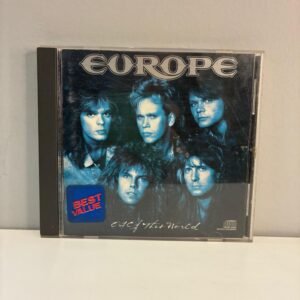 EUROPE
BEST
VALUE
Out Of This World